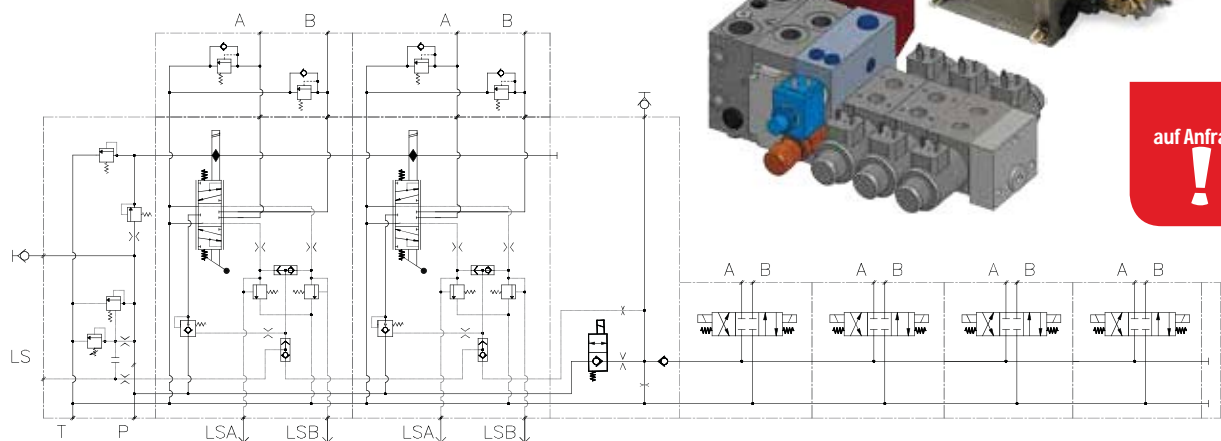 A B A B
auf Anfra
!
A B A B A B A B
LS
T P LSA LSB LSA LSB